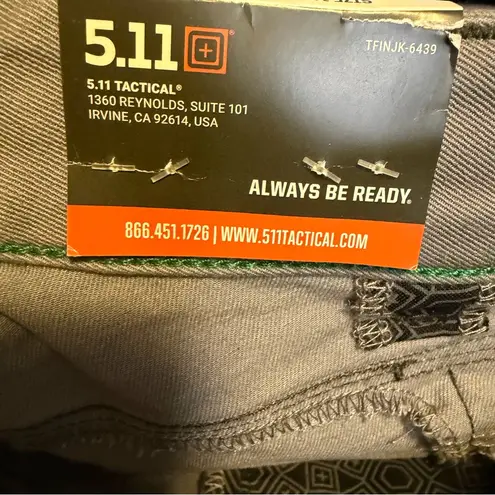 5.11
TFINJK-6439
5.11 TACTICAL®
1360 REYNOLDS, SUITE 101
IRVINE, CA 92614, USA
ALWAYS BE READY®
866.451.1726 | WWW.511TACTICAL.COM